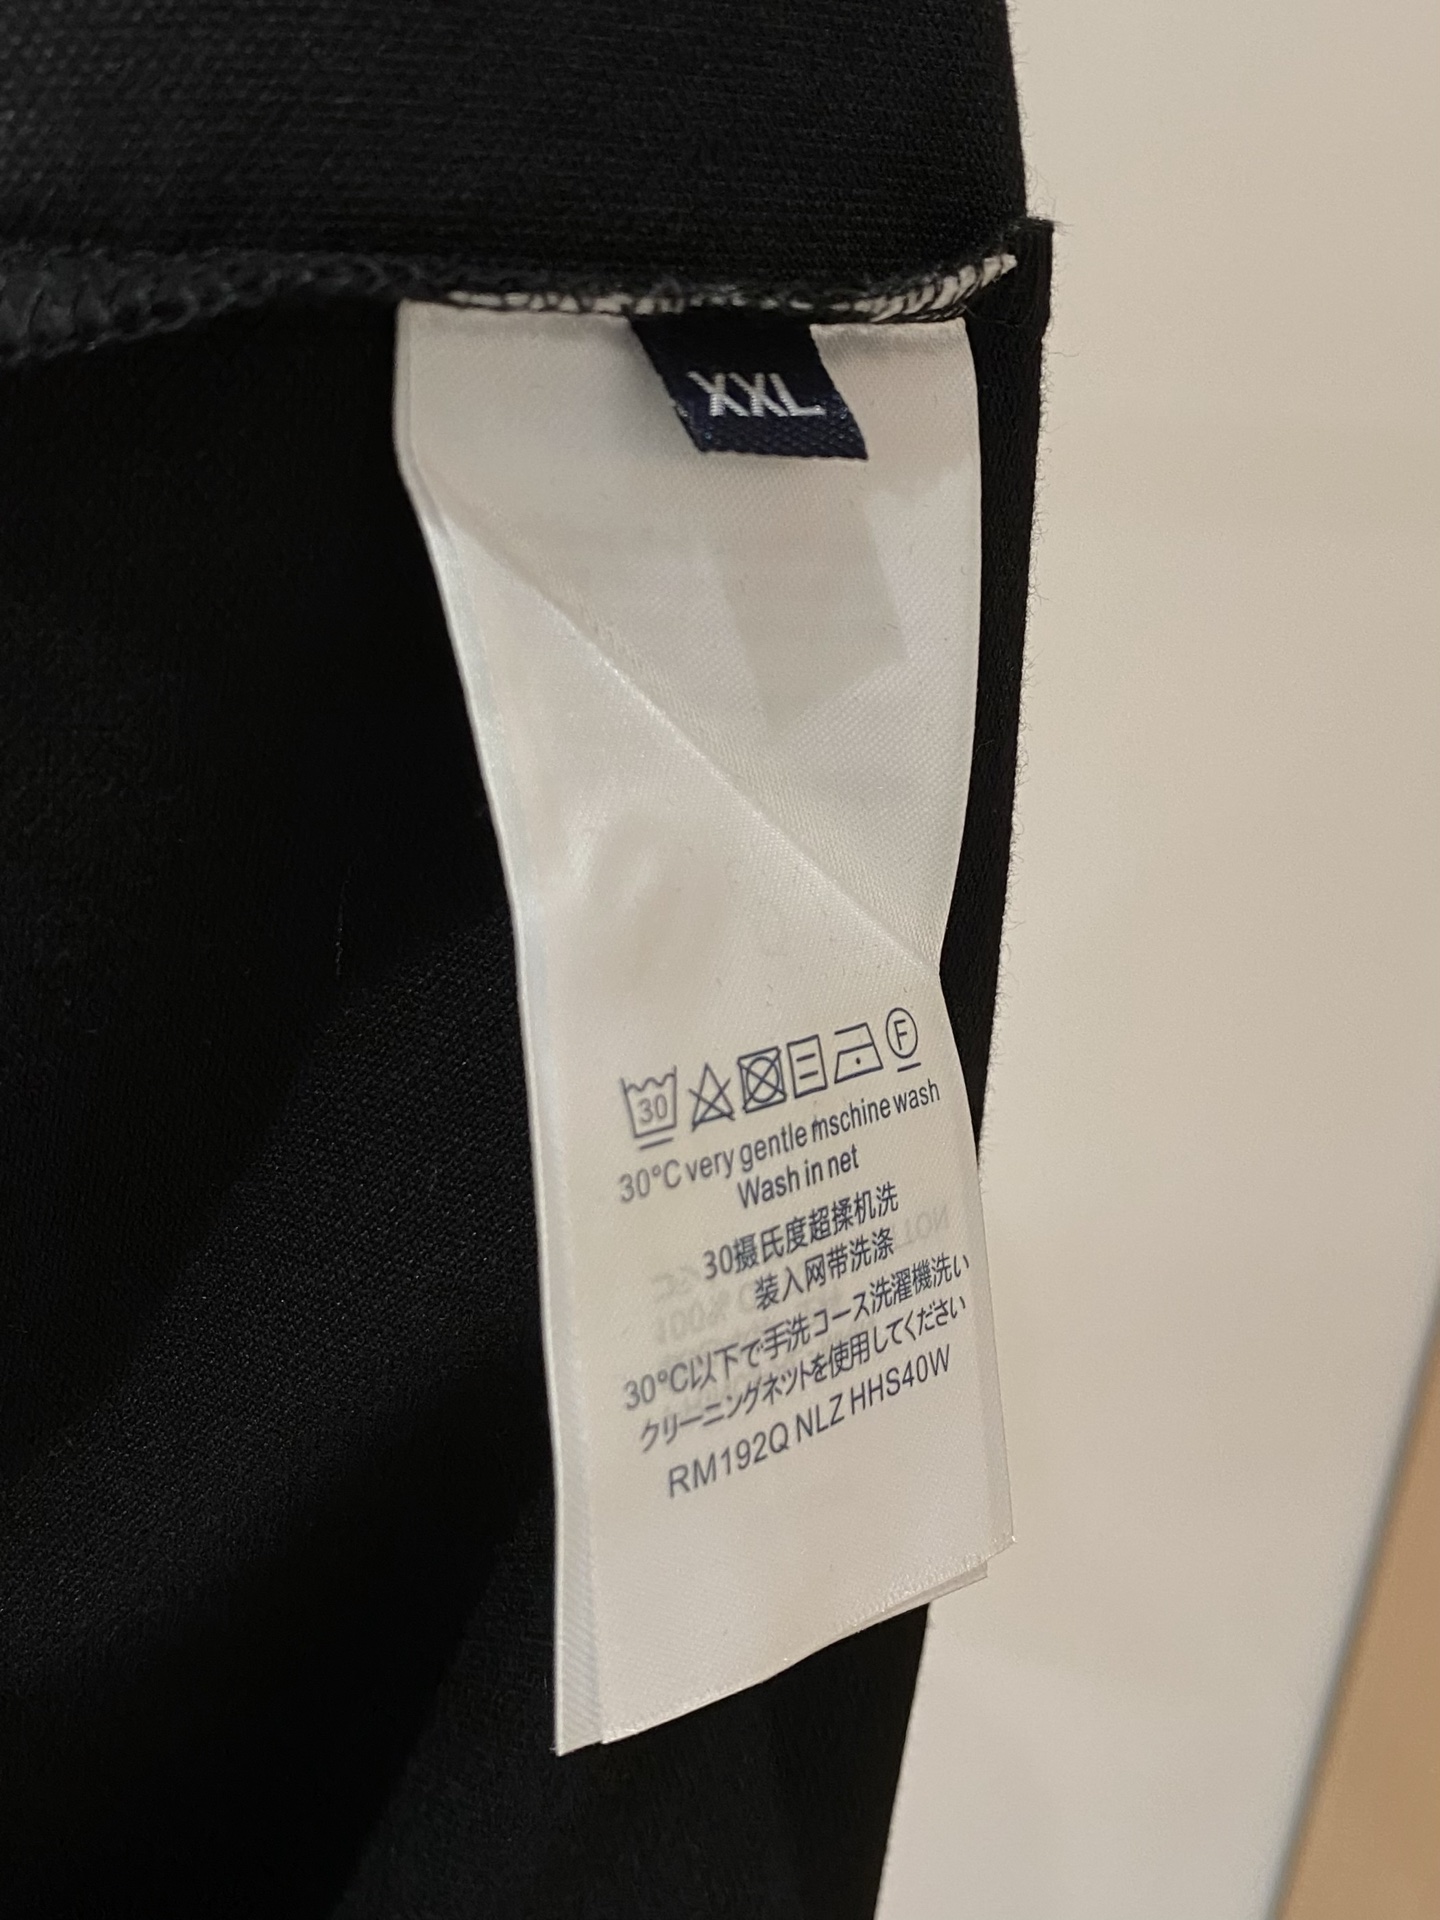 XXL
30
F
30°C very gentle mschine wash
Wash in net
30摄氏度超揉机洗
装入网带洗涤
30°C以下で手洗コース洗濯機洗い
クリーニングネットを使用してください
RM192Q NLZ HHS40W